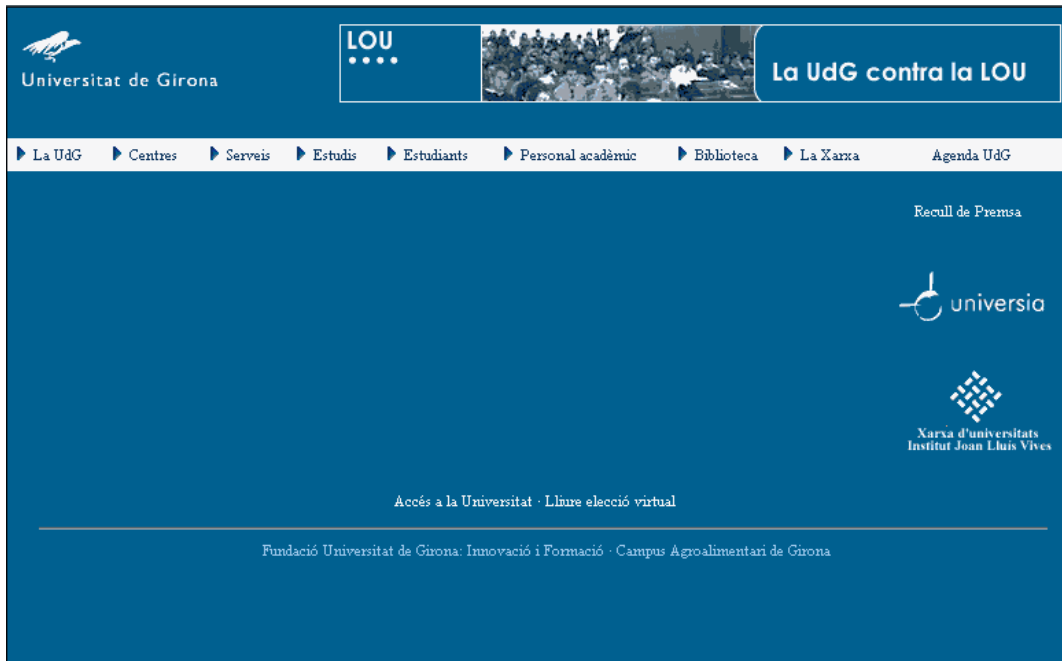 Universitat de Girona
LOU
La UdG contra la LOU
La UdG Centres Serveis Estudis Estudiants Personal acadèmic Biblioteca La Xarxa Agenda UdG
Recull de Premsa
universia
Xarxa d'universitats
Institut Joan Lluís Vives
Accés a la Universitat · Lliure elecció virtual
Fundació Universitat de Girona: Innovació i Formació · Campus Agroalimentari de Girona